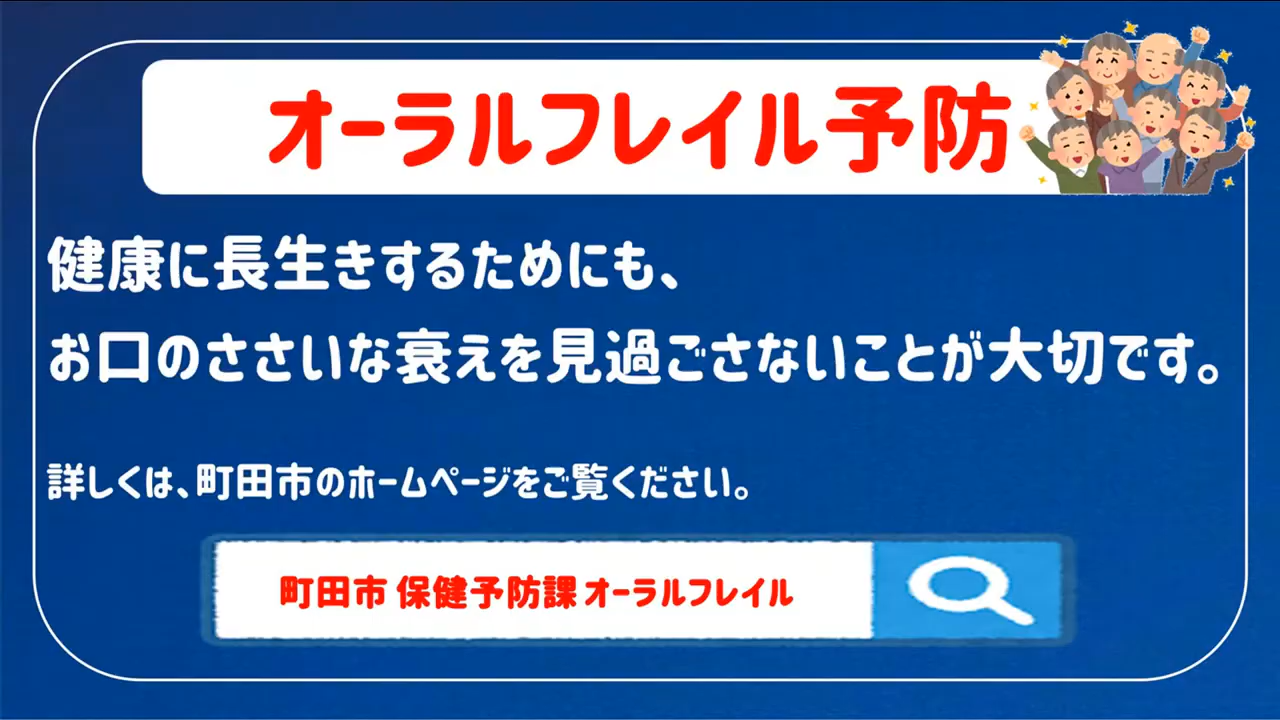 オーラルフレイル予防
健康に長生きするためにも、
お口のささいな衰えを見過ごさないことが大切です。
詳しくは、町田市のホームページをご覧ください。
町田市 保健予防課 オーラルフレイル